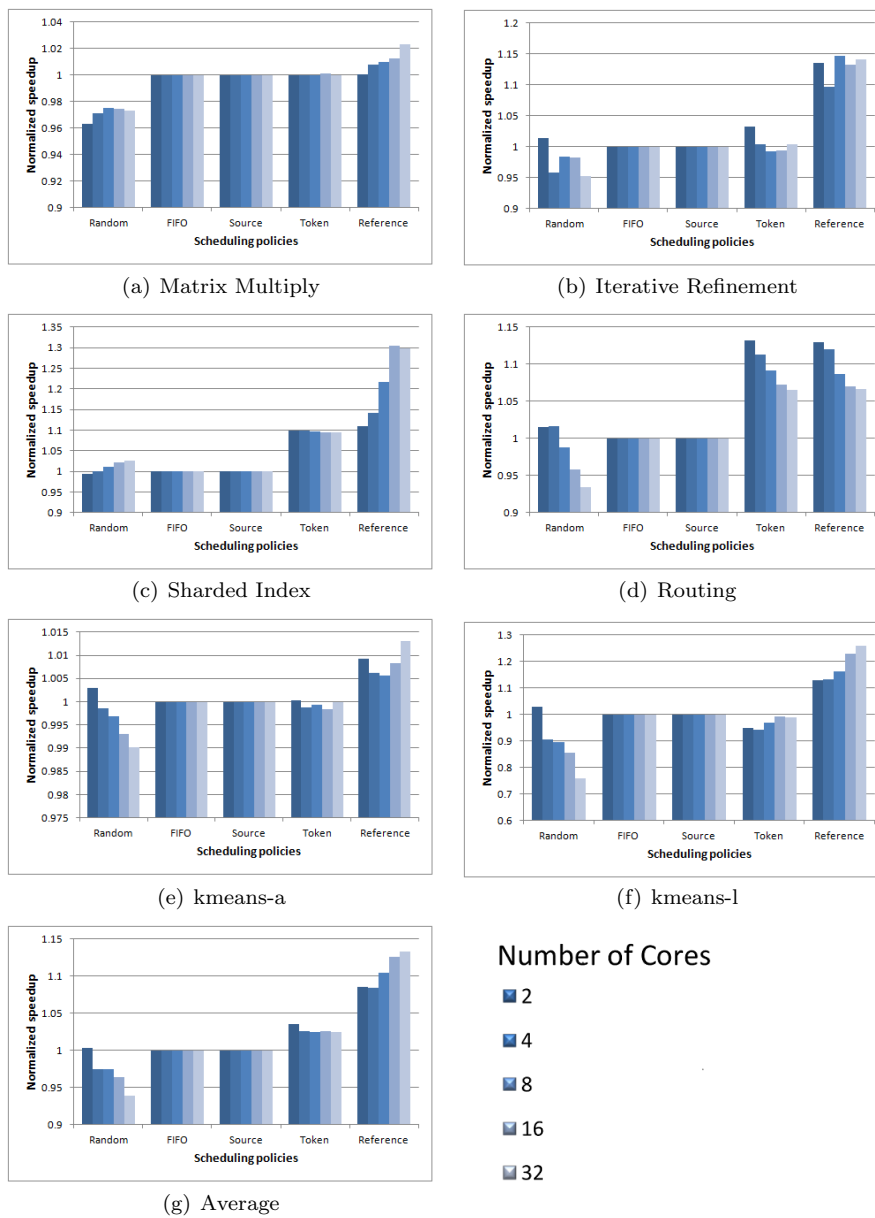 1.04
1.02
1
0.98
0.96
0.94
0.92
0.9
Normalized speedup
Random FIFO Source Token Reference
Scheduling policies
(a) Matrix Multiply
1.2
1.15
1.1
1.05
1
0.95
0.9
Normalized speedup
Random FIFO Source Token Reference
Scheduling policies
(b) Iterative Refinement
1.35
1.3
1.25
1.2
1.15
1.1
1.05
1
0.95
0.9
Normalized speedup
Random FIFO Source Token Reference
Scheduling policies
(c) Sharded Index
1.15
1.1
1.05
1
0.95
0.9
Normalized speedup
Random FIFO Source Token Reference
Scheduling policies
(d) Routing
1.015
1.01
1.005
1
0.995
0.99
0.985
0.98
0.975
Normalized speedup
Random FIFO Source Token Reference
Scheduling policies
(e) kmeans-a
1.3
1.2
1.1
1
0.9
0.8
0.7
0.6
Normalized speedup
Random FIFO Source Token Reference
Scheduling policies
(f) kmeans-l
1.15
1.1
1.05
1
0.95
0.9
Normalized speedup
Random FIFO Source Token Reference
Scheduling policies
(g) Average
Number of Cores
2
4
8
16
32